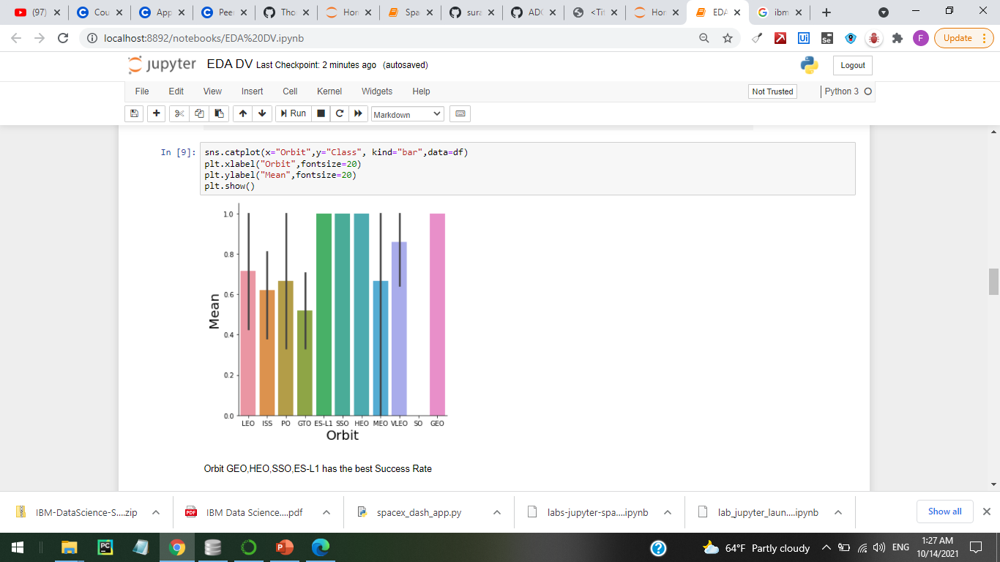 (97)
Cou
App
Peer
Tho
Hon
Spa
sura
ADC
<Tit
Hor
EDA
ibm
localhost:8892/notebooks/EDA%20DV.ipynb
Update
jupyter EDA DV Last Checkpoint: 2 minutes ago (autosaved)
Logout
File Edit View Insert Cell Kernel Widgets Help
Not Trusted
Python 3
Run
Markdown
In [9]:
sns.catplot(x="Orbit",y="Class", kind="bar",data=df)
plt.xlabel("Orbit",fontsize=20)
plt.ylabel("Mean",fontsize=20)
plt.show()
1.0
0.8
0.6
0.4
0.2
0.0
Mean
LEO ISS PO GTO ES-L1 SSO HEO MEO VLEO SO GEO
Orbit
Orbit GEO,HEO,SSO,ES-L1 has the best Success Rate
IBM-DataScience-S....zip
IBM Data Science....pdf
spacex_dash_app.py
labs-jupyter-spa....ipynb
lab_jupyter_laun....ipynb
Show all
64°F Partly cloudy
ENG
1:27 AM
10/14/2021